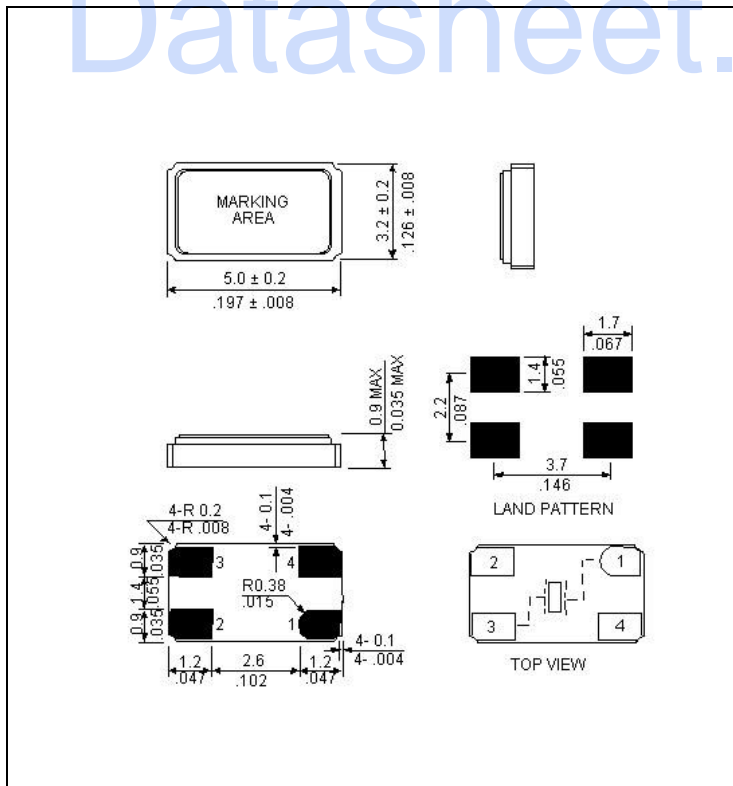 Datasheet.
MARKING
AREA
3.2 ± 0.2
.126 ± .008
5.0 ± 0.2
.197 ± .008
1.7
.067
1.4
.055
2.2
.087
0.9 MAX
0.035 MAX
3.7
.146
LAND PATTERN
4-R 0.2
4-R .008
4- 0.1
4- .004
0.9
.035
1.4
.055
0.9
.035
3
4
R0.38
.015
2
1
4- 0.1
4- .004
1.2
.047
2.6
.102
1.2
.047
2
1
3
4
TOP VIEW